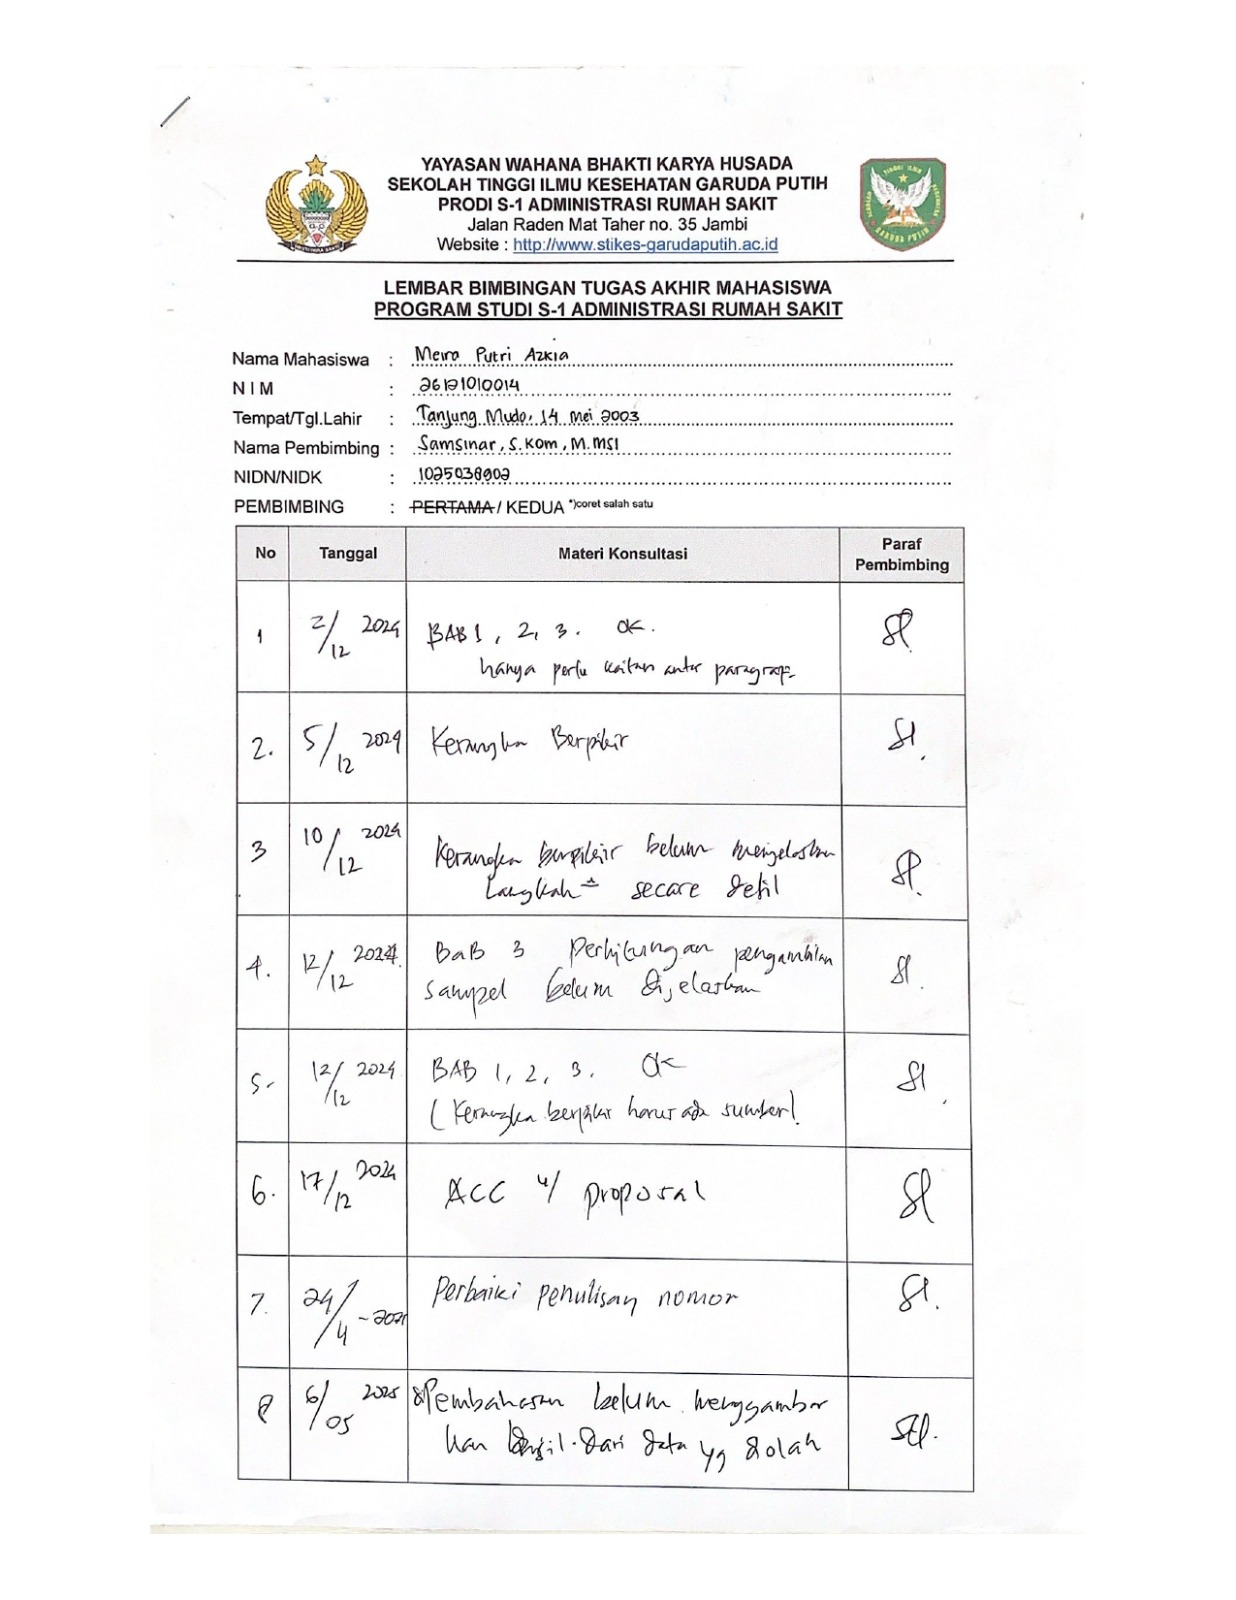 YAYASAN WAHANA BHAKTI KARYA HUSADA
SEKOLAH TINGGI ILMU KESEHATAN GARUDA PUTIH
PRODI S-1 ADMINISTRASI RUMAH SAKIT
Jalan Raden Mat Taher no. 35 Jambi
Website : http://www.stikes-garudaputih.ac.id
GARUDA PUTIH
LEMBAR BIMBINGAN TUGAS AKHIR MAHASISWA
PROGRAM STUDI S-1 ADMINISTRASI RUMAH SAKIT
Nama Mahasiswa : Meira Putri Azkia
N I M :
Tempat/Tgl.Lahir : Tanjung Mudo, 14 Mei 2003
Nama Pembimbing : Samsinar, S.Kom, M.MSI
NIDN/NIDK : 1025038902
PEMBIMBING : PERTAMA / KEDUA *)coret salah satu
No Tanggal Materi Konsultasi Paraf Pembimbing
1 2/12 2024 BAB 1, 2, 3. OK.
hanya perlu kaitan antar paragraf
2. 5/12 2024 Kerangka Berpikir
3 10/12 2024 Kerangka berpikir belum menjelaskan
langkah² secara detil
4. 12/12 2024 BAB 3 Perhitungan pengambilan
sampel belum dijelaskan
5. 12/12 2024 BAB 1, 2, 3. OK
(Kerangka berpikir harus ada sumber).
6. 17/12 2024 ACC u/ proposal
7. 24/4-2025 Perbaiki penulisan nomor
8 6/05 2025 Pembahasan belum menggambar
kan hasil dari data yg diolah